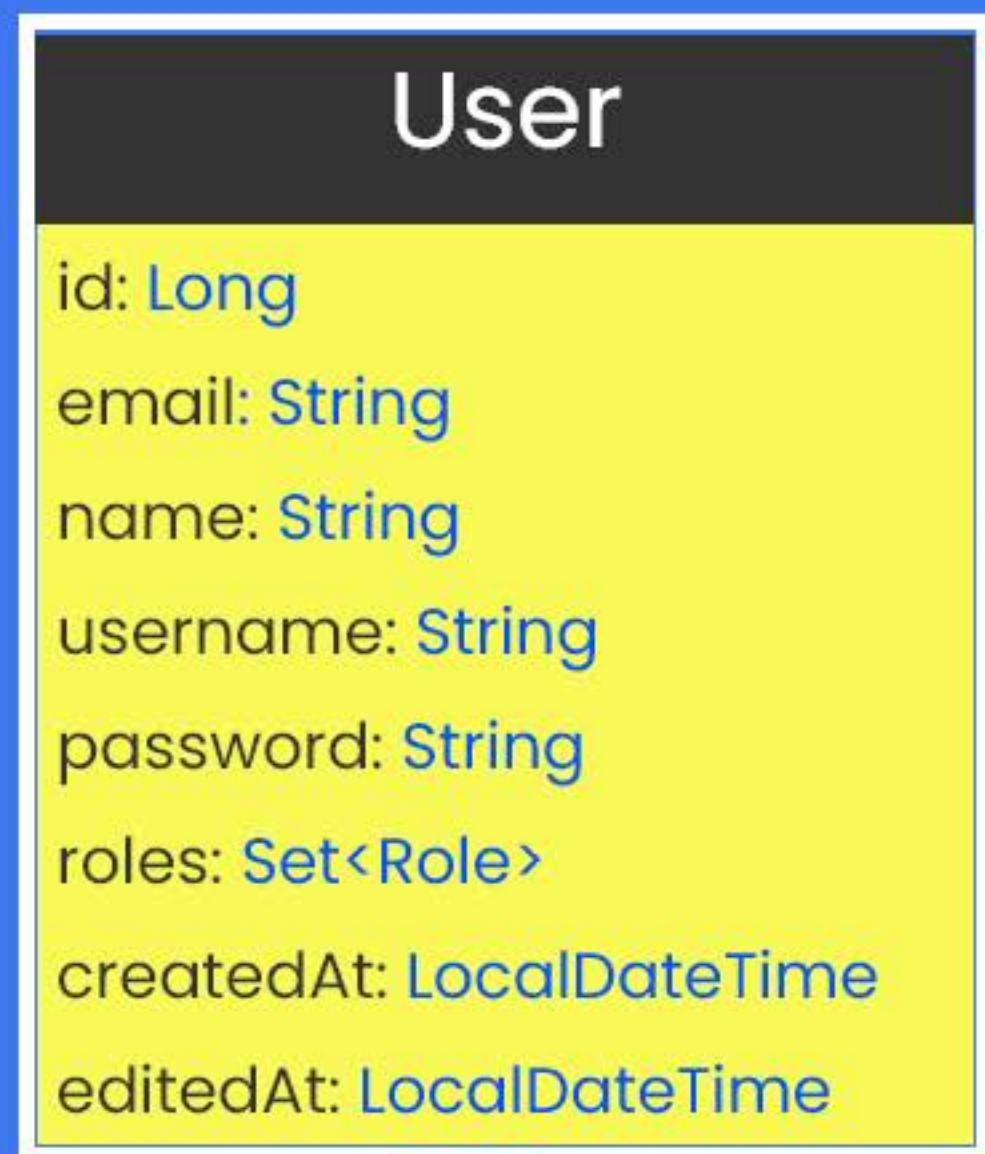 User
id: Long
email: String
name: String
username: String
password: String
roles: Set<Role>
createdAt: LocalDateTime
editedAt: LocalDateTime